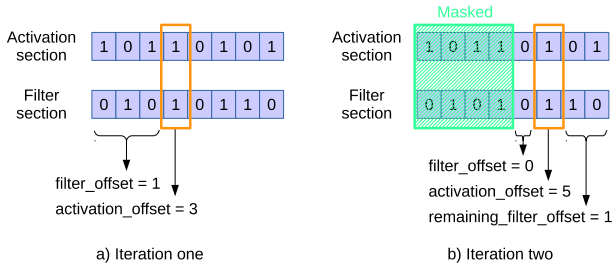 Masked
Activation section
1 0 1 1 0 1 0 1
Filter section
0 1 0 1 0 1 1 0
filter_offset = 1
activation_offset = 3
a) Iteration one
Activation section
1 0 1 1 0 1 0 1
Filter section
0 1 0 1 0 1 1 0
filter_offset = 0
activation_offset = 5
remaining_filter_offset = 1
b) Iteration two